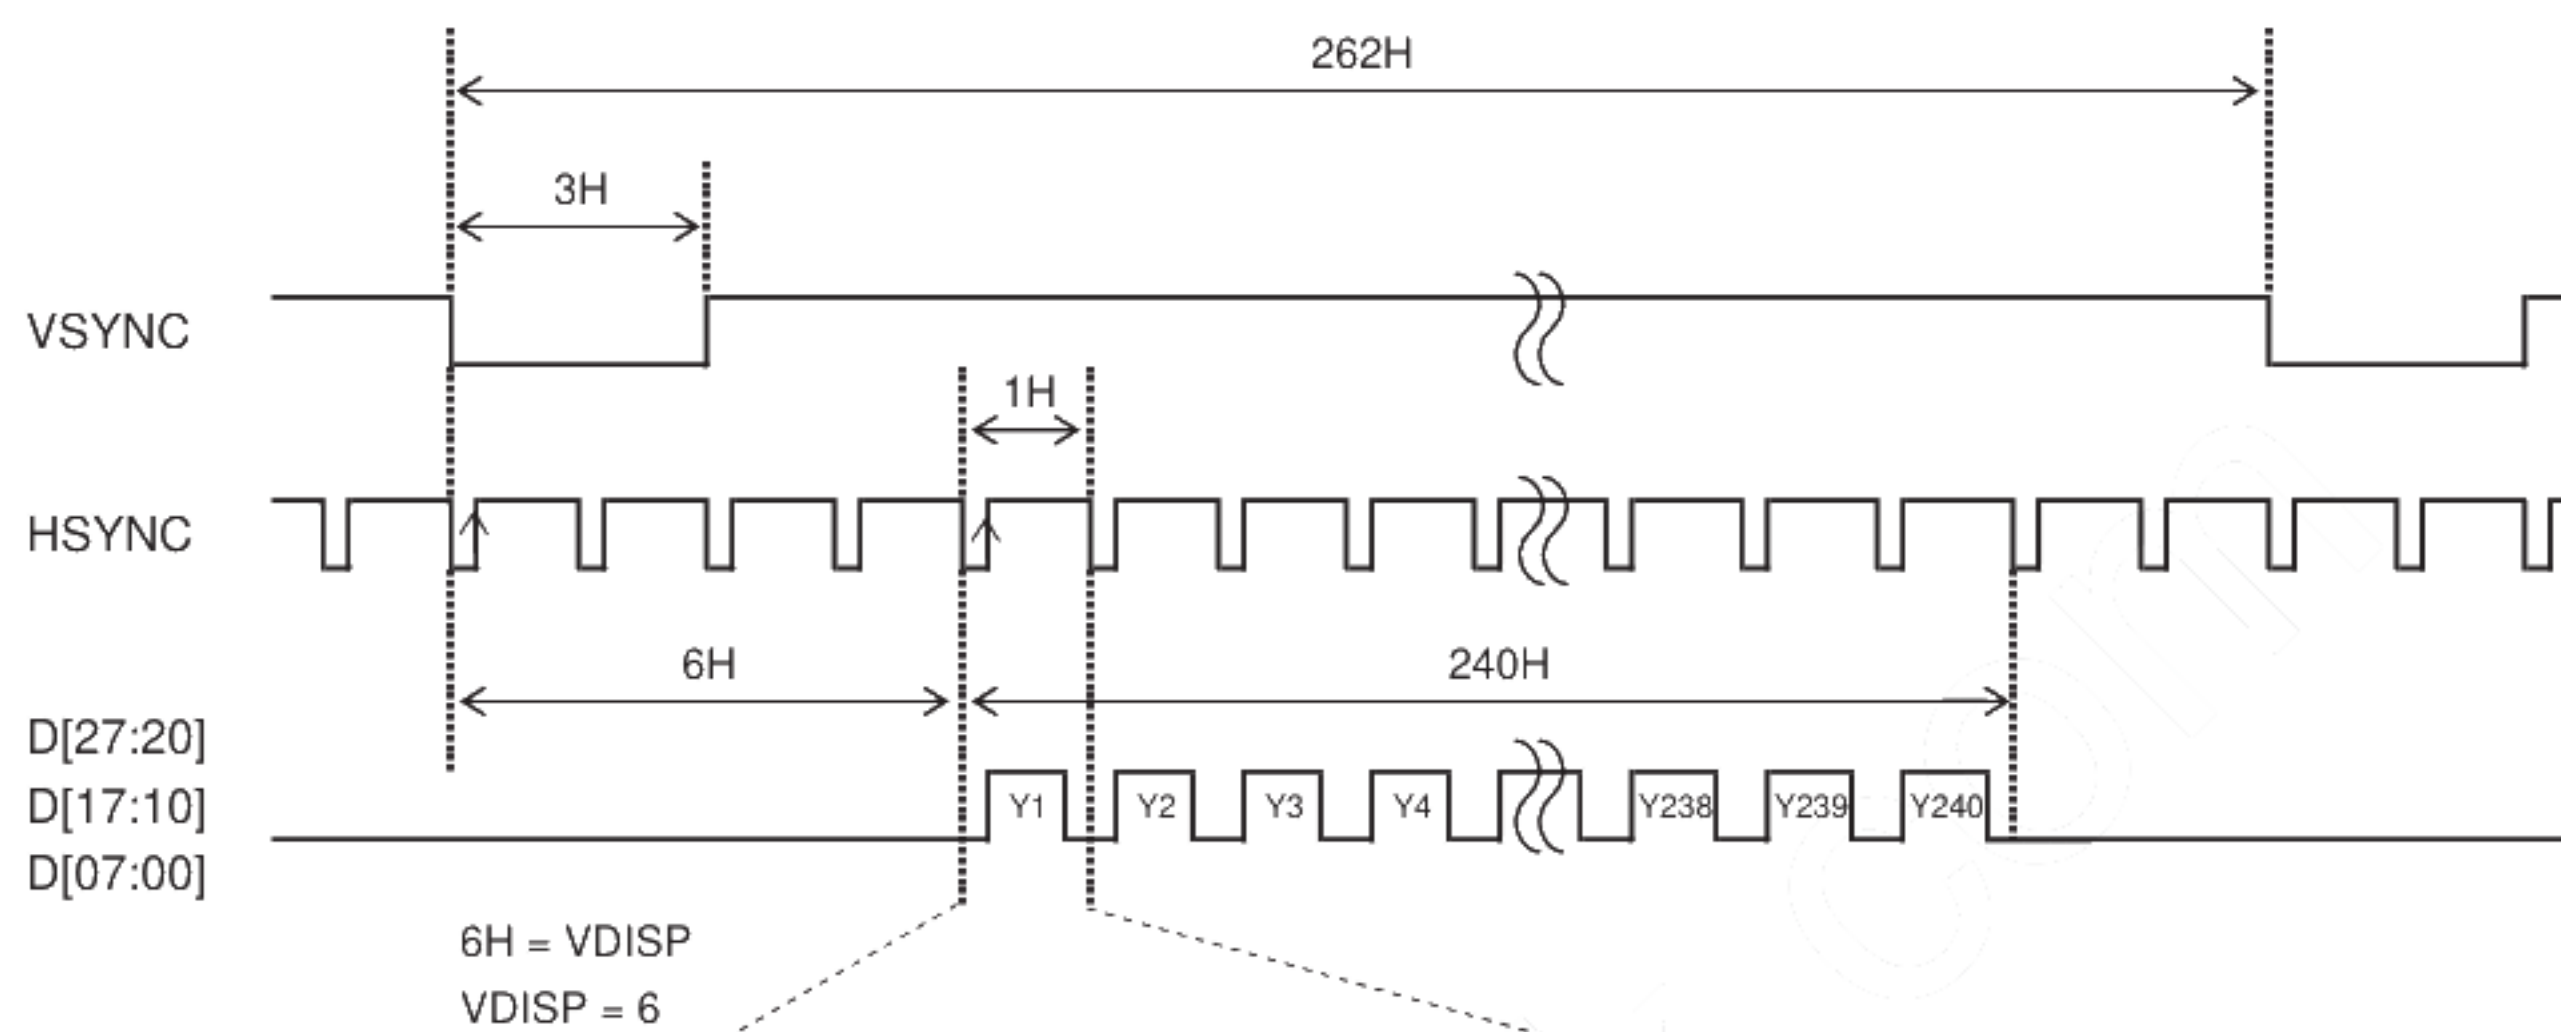 262H
3H
VSYNC
1H
HSYNC
6H
240H
D[27:20]
D[17:10]
Y1
Y2
Y3
Y4
Y238
Y239
Y240
D[07:00]
6H = VDISP
VDISP = 6